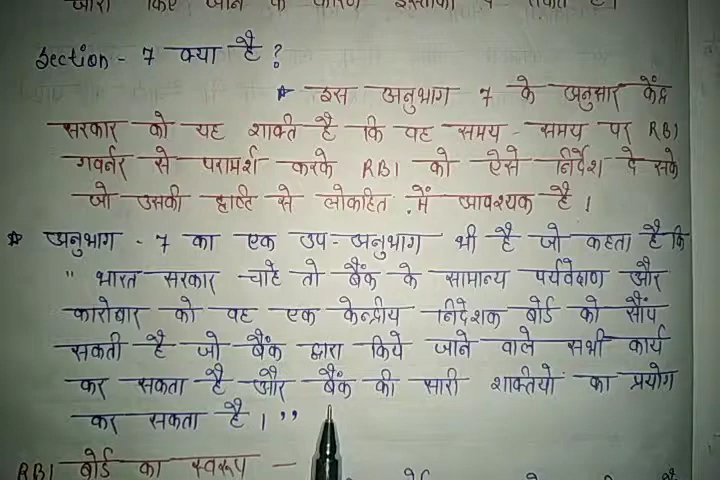 जारी किए जाने के कारण
Section - 7 क्या है ?
* इस अनुभाग 7 के अनुसार केंद्र
सरकार को यह शक्ति है कि वह समय - समय पर RBI
गवर्नर से परामर्श करके RBI को ऐसे निर्देश दे सके
जो उसकी दृष्टि से लोकहित में आवश्यक है ।
* अनुभाग - 7 का एक उप - अनुभाग भी है जो कहता है कि
" भारत सरकार चाहे तो बैंक के सामान्य पर्यवेक्षण और
कारोबार को वह एक केन्द्रीय निदेशक बोर्ड को सौंप
सकती है जो बैंक द्वारा किये जाने वाले सभी कार्य
कर सकता है और बैंक की सारी शक्तियों का प्रयोग
कर सकता है । "
RBI बोर्ड का स्वरूप -